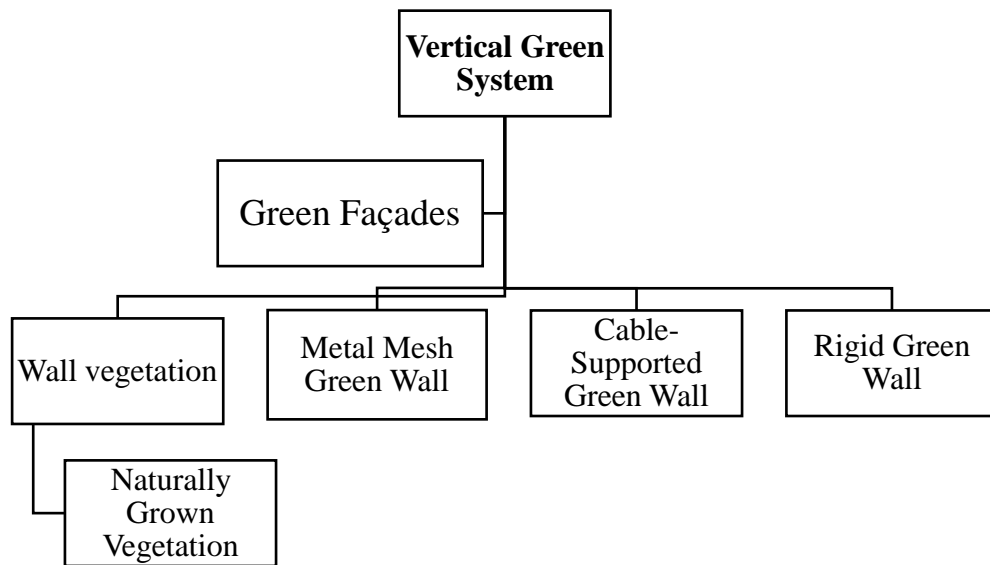 Vertical Green
System
Green Façades
Wall vegetation
Metal Mesh
Green Wall
Cable-
Supported
Green Wall
Rigid Green
Wall
Naturally
Grown
Vegetation